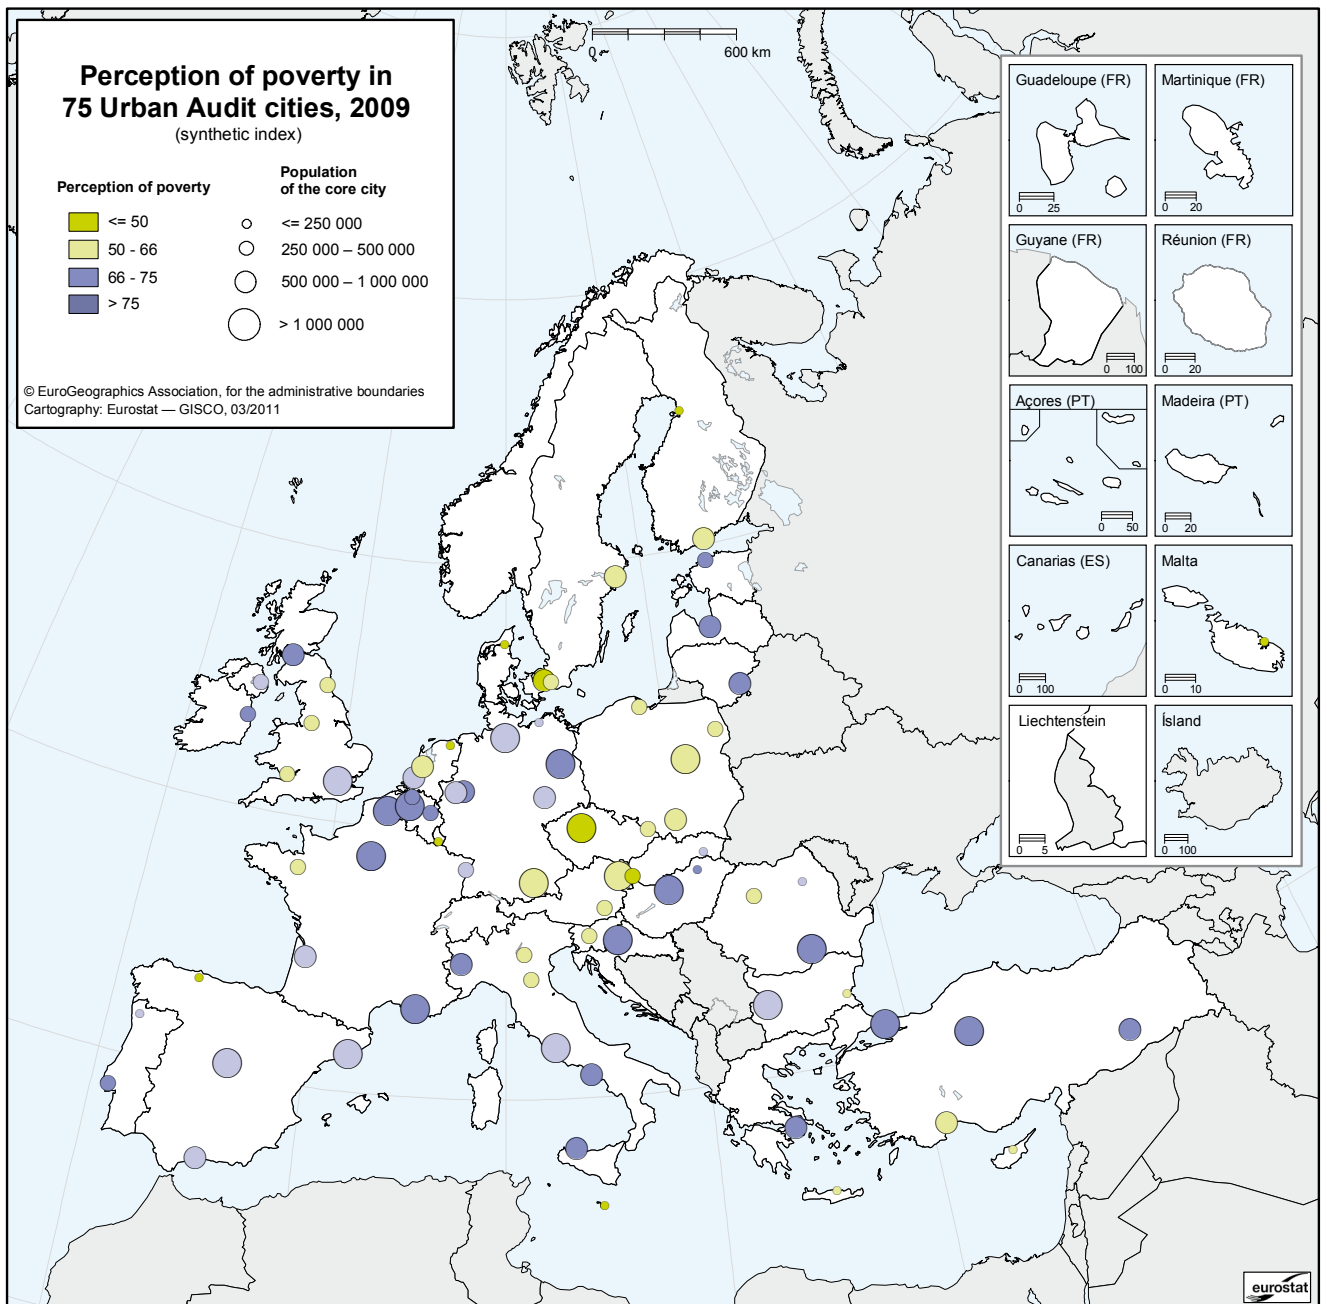 Perception of poverty in
75 Urban Audit cities, 2009
(synthetic index)
Perception of poverty
<= 50
50 - 66
66 - 75
> 75
Population
of the core city
<= 250 000
250 000 – 500 000
500 000 – 1 000 000
> 1 000 000
© EuroGeographics Association, for the administrative boundaries
Cartography: Eurostat — GISCO, 03/2011
0 600 km
Guadeloupe (FR)
0 25
Martinique (FR)
0 20
Guyane (FR)
0 100
Réunion (FR)
0 20
Açores (PT)
0 50
Madeira (PT)
0 20
Canarias (ES)
0 100
Malta
0 10
Liechtenstein
0 5
Ísland
0 100
eurostat